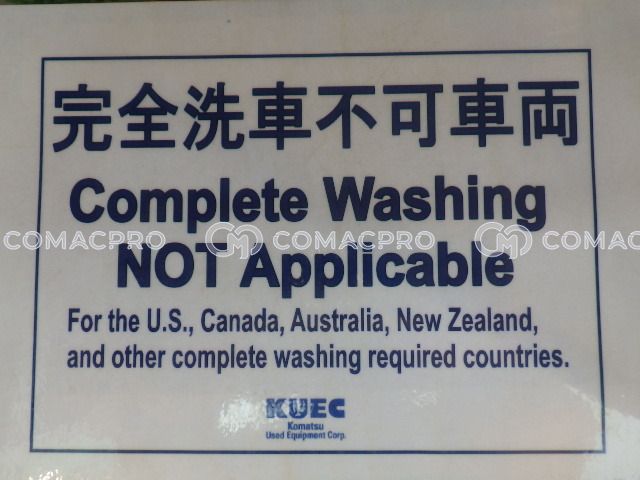 完全洗車不可車両
Complete Washing
NOT Applicable
COMACPRO COMACPRO COMACPRO
For the U.S., Canada, Australia, New Zealand,
and other complete washing required countries.
KUEC
Komatsu
Used Equipment Corp.